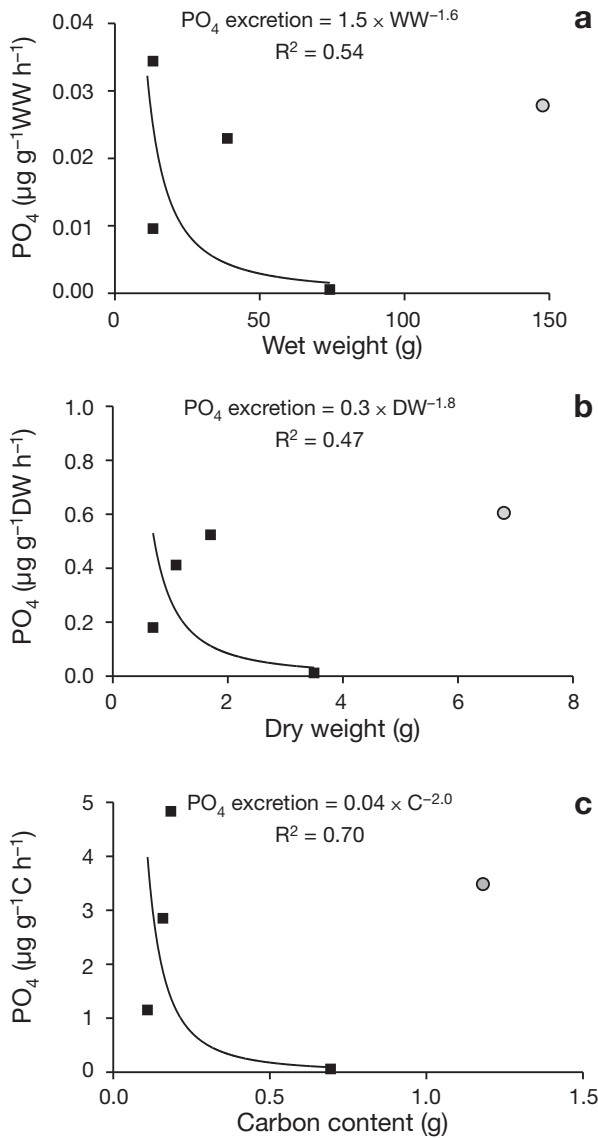 PO₄ excretion = 1.5 × WW⁻¹·⁶
a
R² = 0.54
PO₄ (µg g⁻¹WW h⁻¹)
0.04
0.03
0.02
0.01
0.00
0 50 100 150
Wet weight (g)
PO₄ excretion = 0.3 × DW⁻¹·⁸
b
R² = 0.47
PO₄ (µg g⁻¹DW h⁻¹)
1.0
0.8
0.6
0.4
0.2
0.0
0 2 4 6 8
Dry weight (g)
PO₄ excretion = 0.04 × C⁻²·⁰
c
R² = 0.70
PO₄ (µg g⁻¹C h⁻¹)
5
4
3
2
1
0
0.0 0.5 1.0 1.5
Carbon content (g)